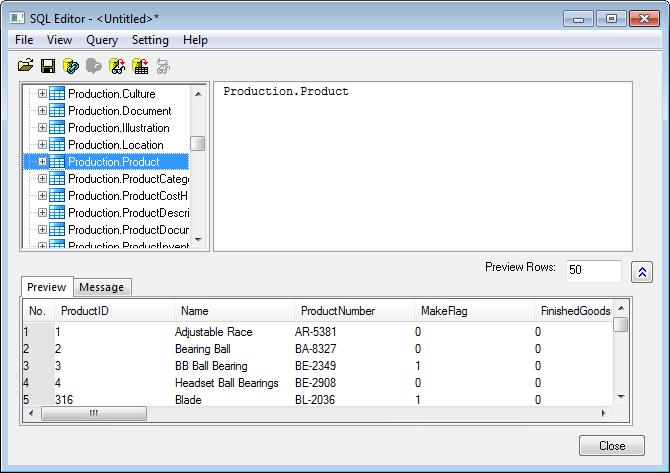 SQL Editor - <Untitled>*
File View Query Setting Help
Production.Culture
Production.Document
Production.Illustration
Production.Location
Production.Product
Production.ProductCateg
Production.ProductCostH
Production.ProductDescri
Production.ProductDocur
Production.ProductInvent
Production.Product
Preview Rows: 50
Preview Message
No. ProductID Name ProductNumber MakeFlag FinishedGoods
1 1 Adjustable Race AR-5381 0 0
2 2 Bearing Ball BA-8327 0 0
3 3 BB Ball Bearing BE-2349 1 0
4 4 Headset Ball Bearings BE-2908 0 0
5 316 Blade BL-2036 1 0
Close